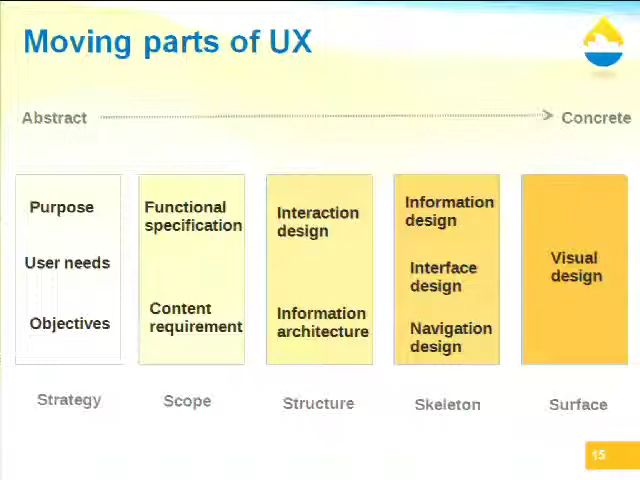 Moving parts of UX
Abstract
Concrete
Purpose
User needs
Objectives
Functional
specification
Content
requirement
Interaction
design
Information
architecture
Information
design
Interface
design
Navigation
design
Visual
design
Strategy
Scope
Structure
Skeleton
Surface
15